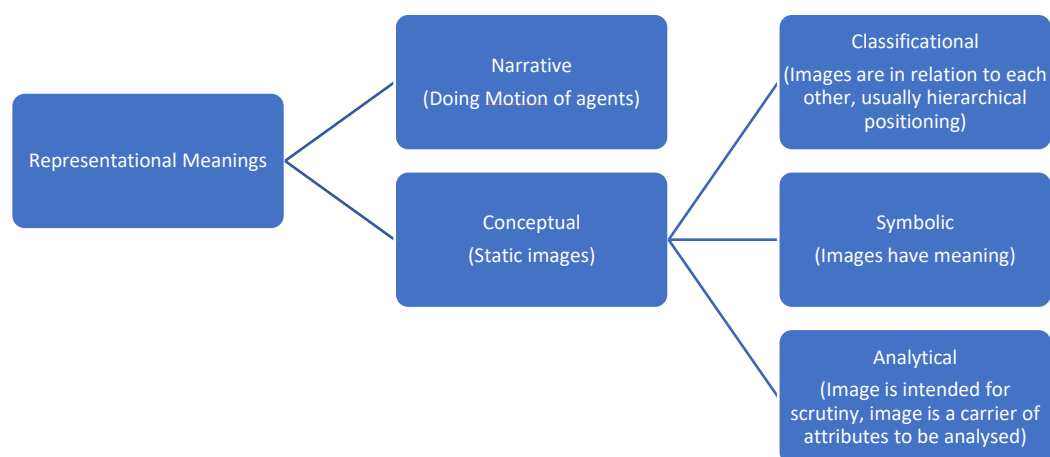 Representational Meanings
Narrative
(Doing Motion of agents)
Conceptual
(Static images)
Classificational
(Images are in relation to each
other, usually hierarchical
positioning)
Symbolic
(Images have meaning)
Analytical
(Image is intended for
scrutiny, image is a carrier of
attributes to be analysed)